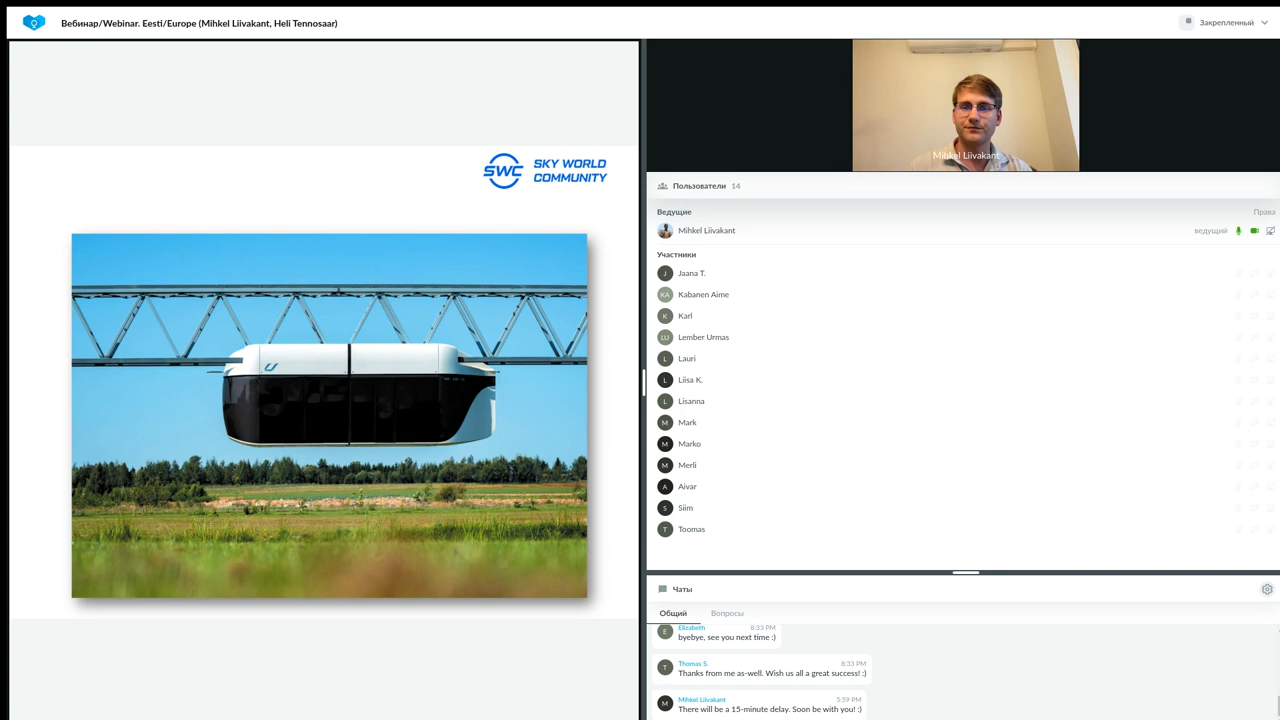 Вебинар/Webinar. Eesti/Europe (Mihkel Liivakant, Heli Tennosaar)
Закрепленный
SWC SKY WORLD
COMMUNITY
Mihkel Liivakant
Пользователи 14
Ведущие Права
Mihkel Liivakant ведущий
Участники
J Jaana T.
KA Kabanen Aime
K Karl
LU Lember Urmas
L Lauri
L Liisa K.
L Lisanna
M Mark
M Marko
M Merli
A Aivar
S Siim
T Toomas
Чаты
Общий Вопросы
E Elizabeth 8:33 PM
byebye, see you next time :)
T Thomas S. 8:33 PM
Thanks from me as-well. Wish us all a great success! :)
M Mihkel Liivakant 5:59 PM
There will be a 15-minute delay. Soon be with you! :)